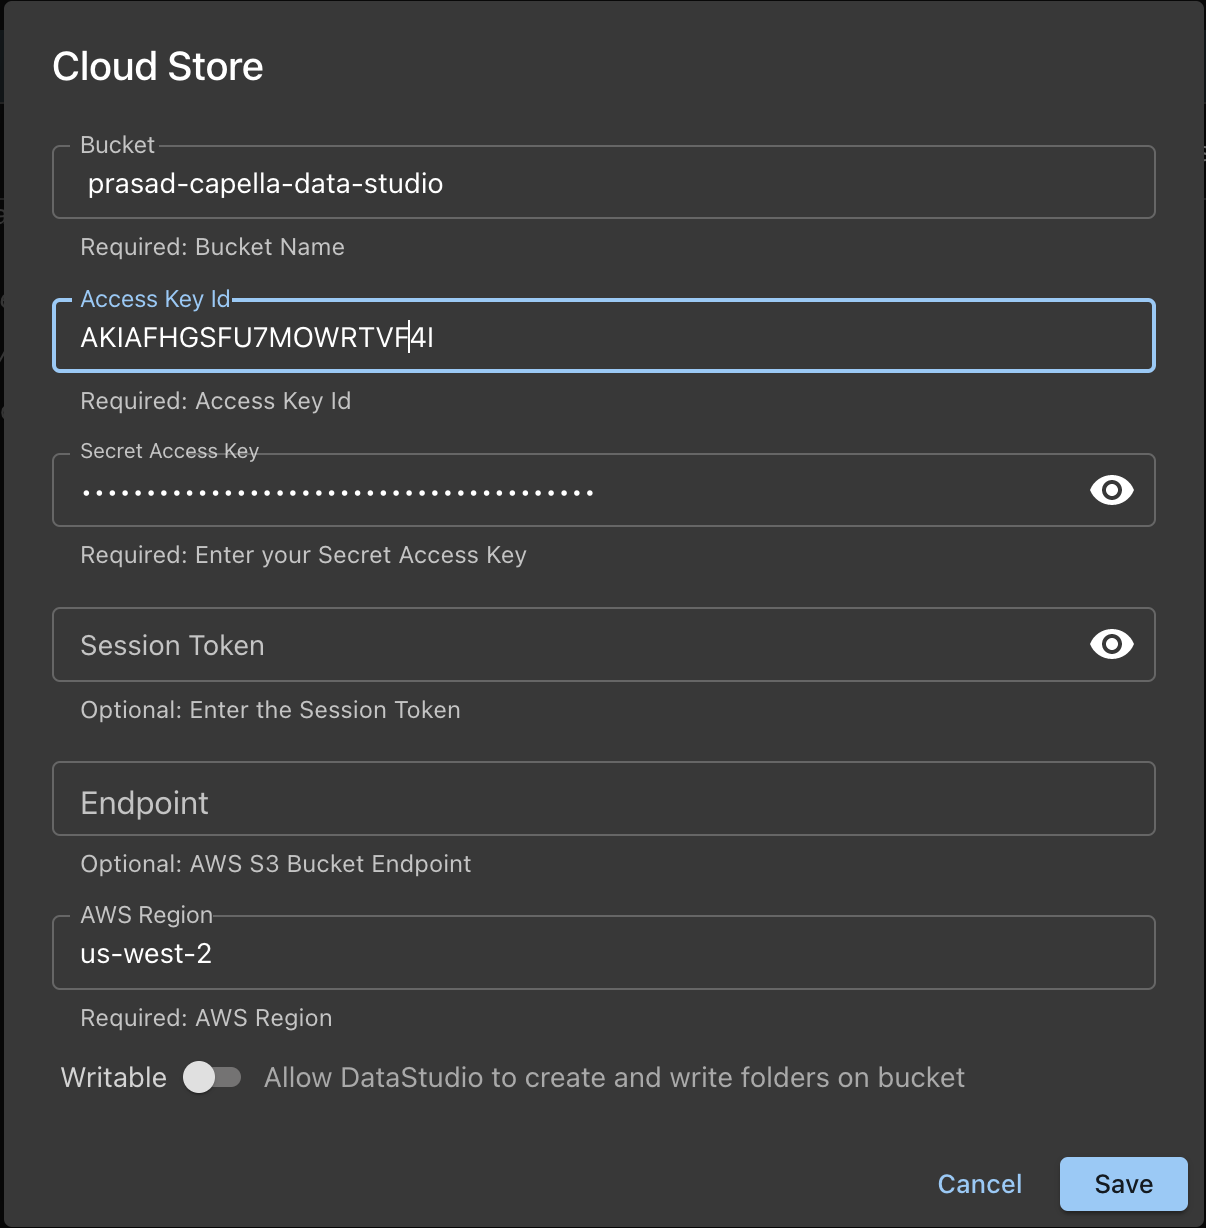 Cloud Store
Bucket
prasad-capella-data-studio
Required: Bucket Name
Access Key Id
AKIAFHGSFU7MOWRTVF4I
Required: Access Key Id
Secret Access Key
••••••••••••••••••••••••••••••••••••••••
Required: Enter your Secret Access Key
Session Token
Optional: Enter the Session Token
Endpoint
Optional: AWS S3 Bucket Endpoint
AWS Region
us-west-2
Required: AWS Region
Writable Allow DataStudio to create and write folders on bucket
Cancel Save